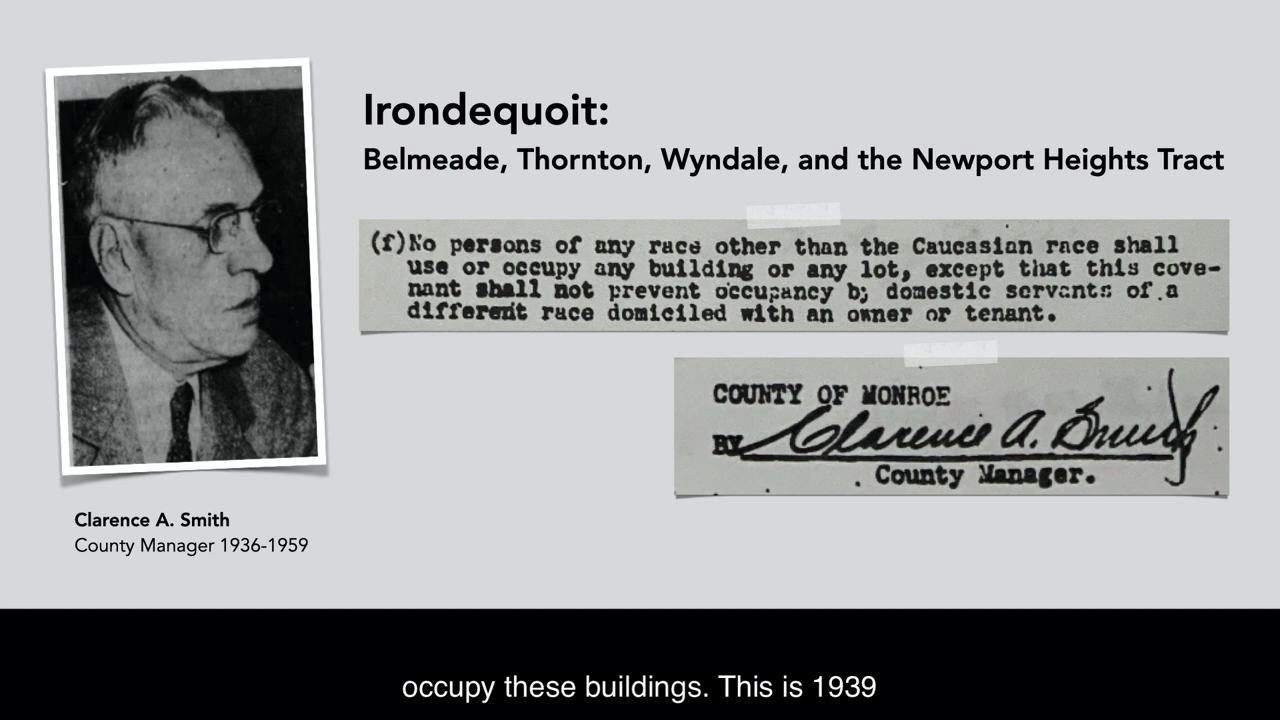 Irondequoit:
Belmeade, Thornton, Wyndale, and the Newport Heights Tract
(f)No persons of any race other than the Caucasian race shall
use or occupy any building or any lot, except that this cove-
nant shall not prevent occupancy by domestic servants of a
different race domiciled with an owner or tenant.
COUNTY OF MONROE
BY Clarence A. Smith
County Manager.
Clarence A. Smith
County Manager 1936-1959
occupy these buildings. This is 1939